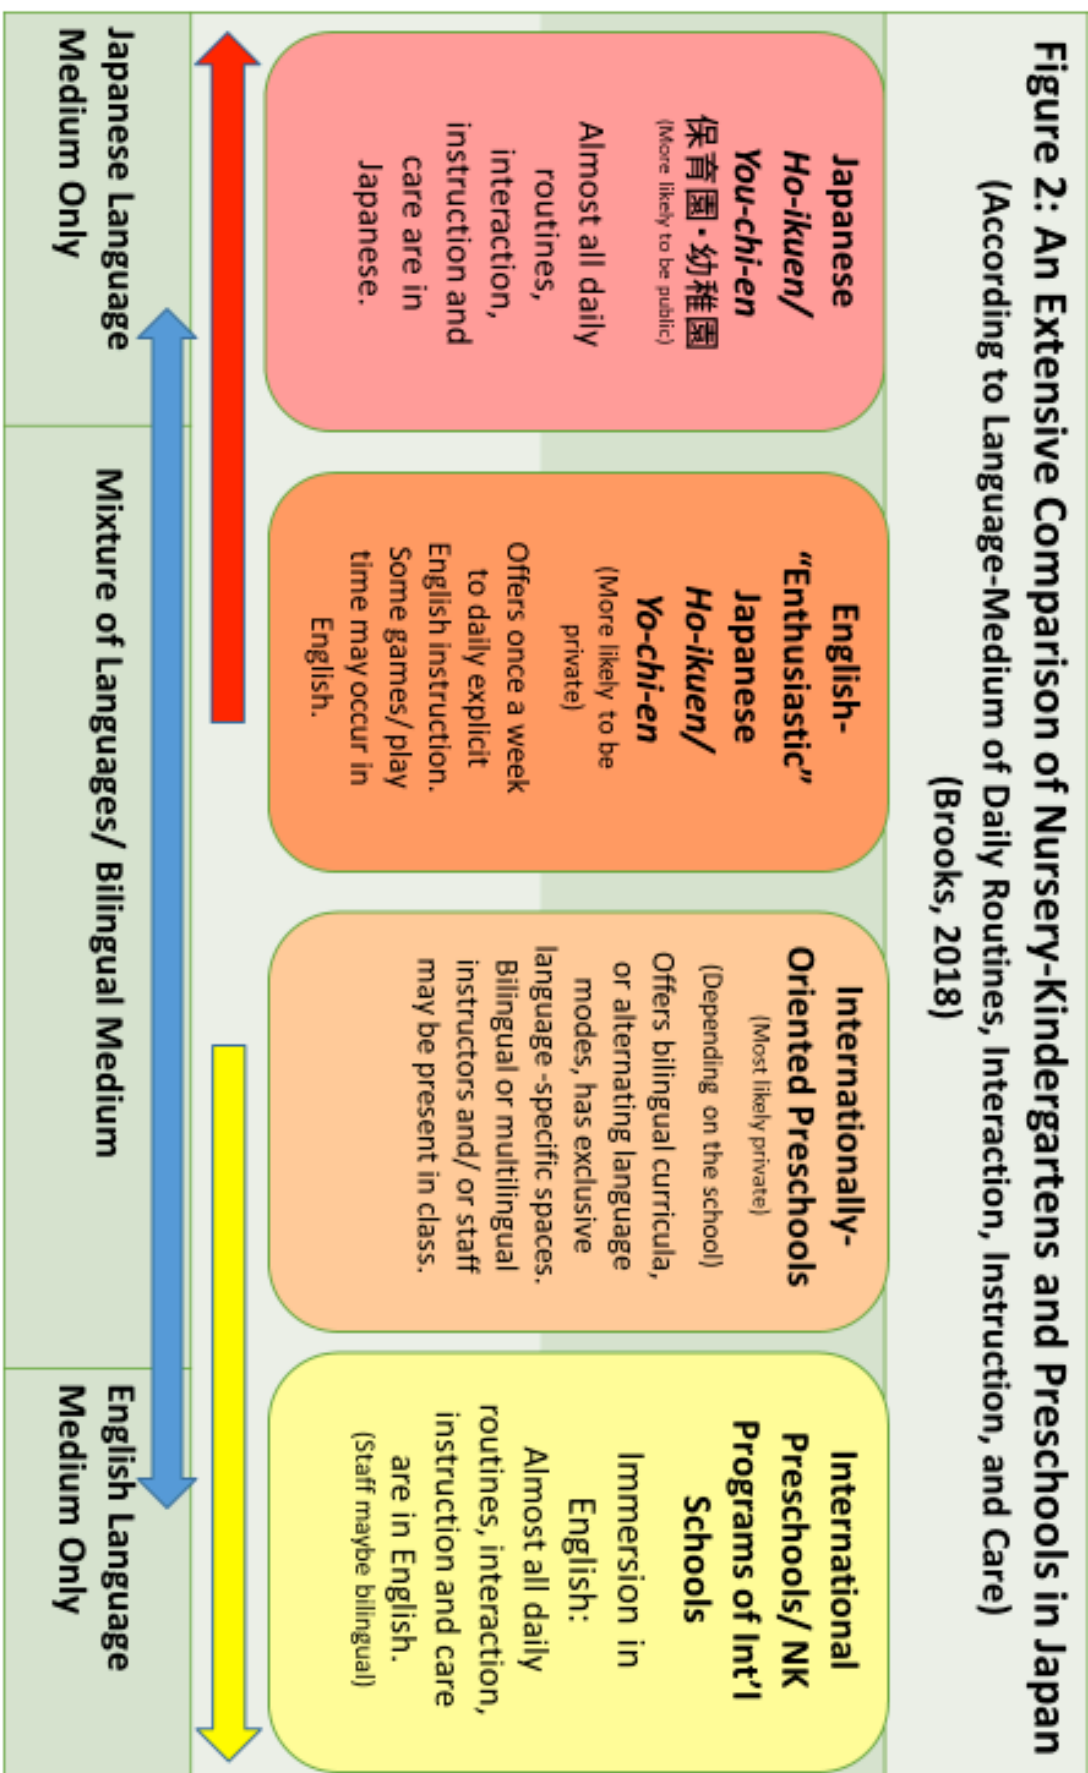 Figure 2: An Extensive Comparison of Nursery-Kindergartens and Preschools in Japan
(According to Language-Medium of Daily Routines, Interaction, Instruction, and Care)
(Brooks, 2018)
Japanese
Ho-ikuen/
You-chi-en
保育園・幼稚園
(More likely to be public)
Almost all daily
routines,
interaction,
instruction and
care are in
Japanese.
English-
“Enthusiastic”
Japanese
Ho-ikuen/
Yo-chi-en
(More likely to be
private)
Offers once a week
to daily explicit
English instruction.
Some games/ play
time may occur in
English.
Internationally-
Oriented Preschools
(Most likely private)
(Depending on the school)
Offers bilingual curricula,
or alternating language
modes, has exclusive
language -specific spaces.
Bilingual or multilingual
instructors and/ or staff
may be present in class.
International
Preschools/ NK
Programs of Int’l
Schools
Immersion in
English:
Almost all daily
routines, interaction,
instruction and care
are in English.
(Staff maybe bilingual)
Japanese Language
Medium Only
Mixture of Languages/ Bilingual Medium
English Language
Medium Only